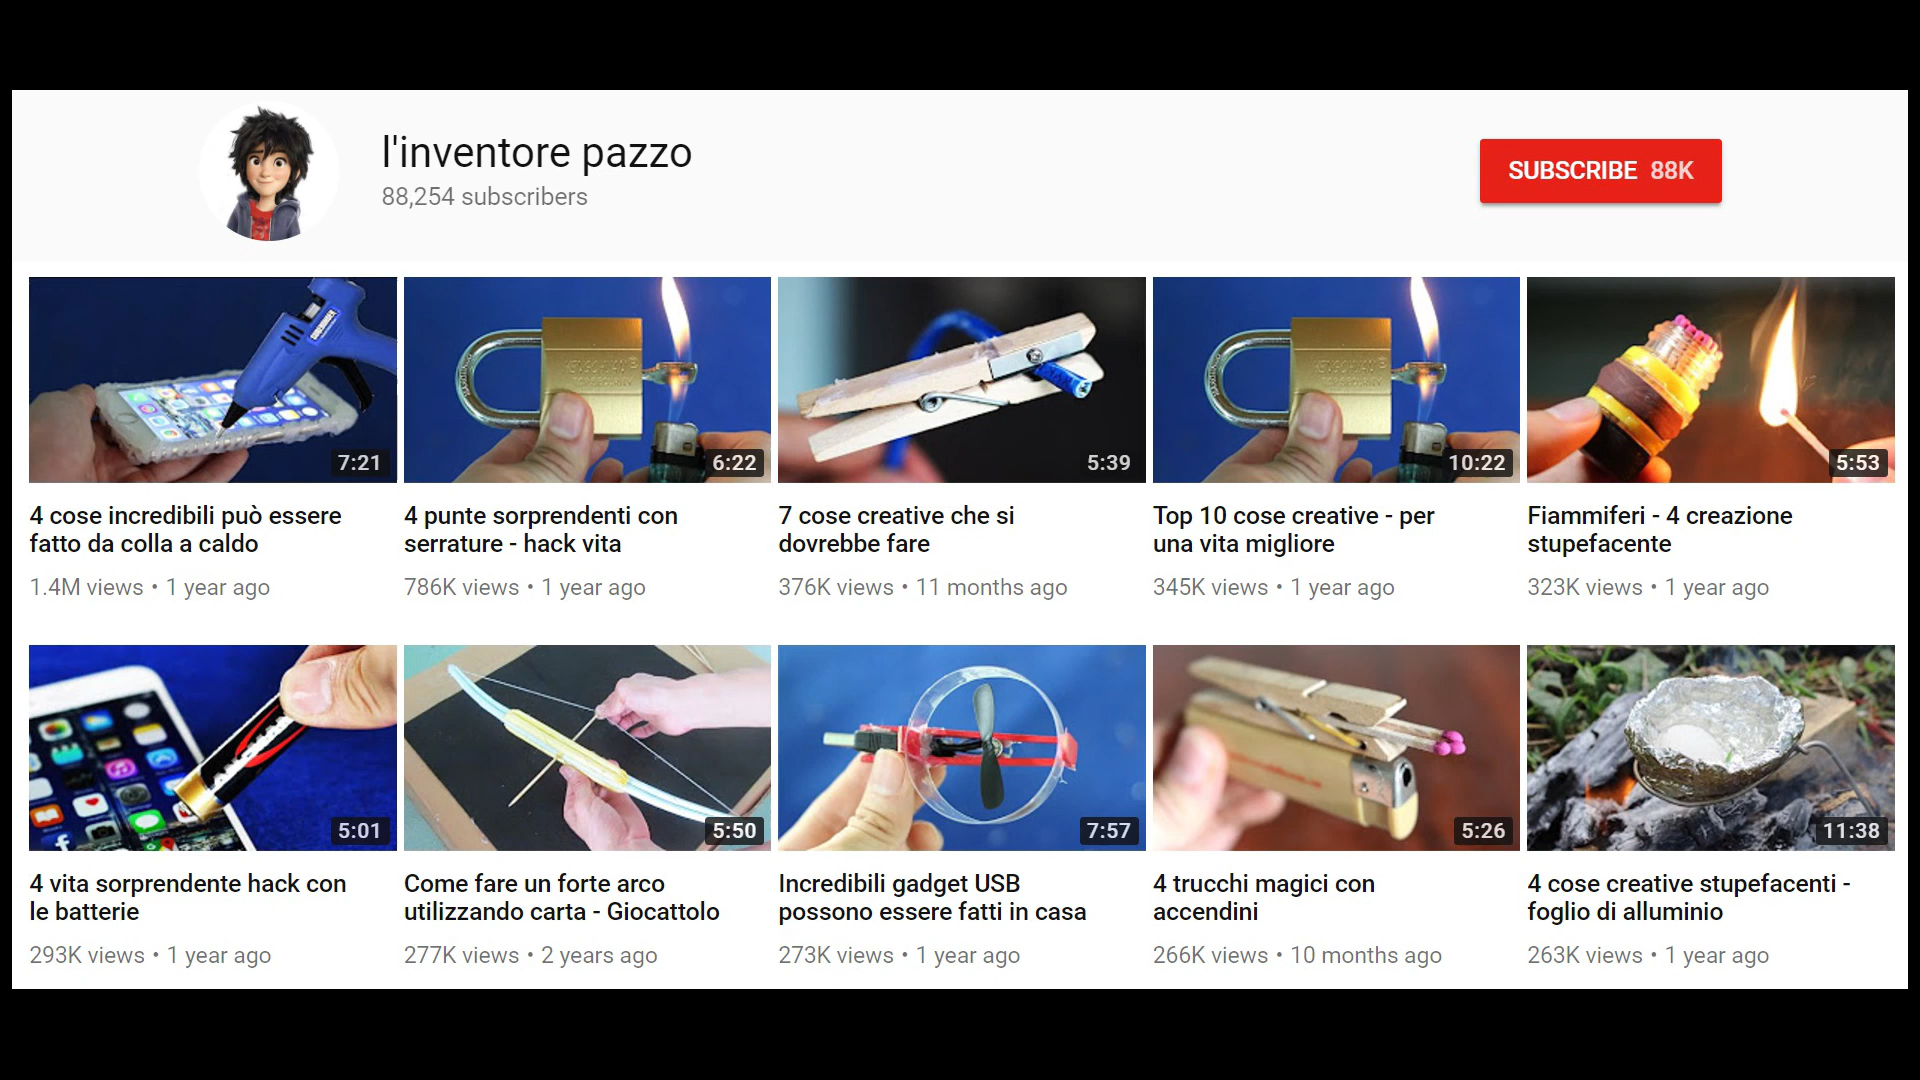 l'inventore pazzo
88,254 subscribers
SUBSCRIBE 88K
7:21
6:22
5:39
10:22
5:53
4 cose incredibili può essere
fatto da colla a caldo
1.4M views • 1 year ago
4 punte sorprendenti con
serrature - hack vita
786K views • 1 year ago
7 cose creative che si
dovrebbe fare
376K views • 11 months ago
Top 10 cose creative - per
una vita migliore
345K views • 1 year ago
Fiammiferi - 4 creazione
stupefacente
323K views • 1 year ago
5:01
5:50
7:57
5:26
11:38
4 vita sorprendente hack con
le batterie
293K views • 1 year ago
Come fare un forte arco
utilizzando carta - Giocattolo
277K views • 2 years ago
Incredibili gadget USB
possono essere fatti in casa
273K views • 1 year ago
4 trucchi magici con
accendini
266K views • 10 months ago
4 cose creative stupefacenti -
foglio di alluminio
263K views • 1 year ago